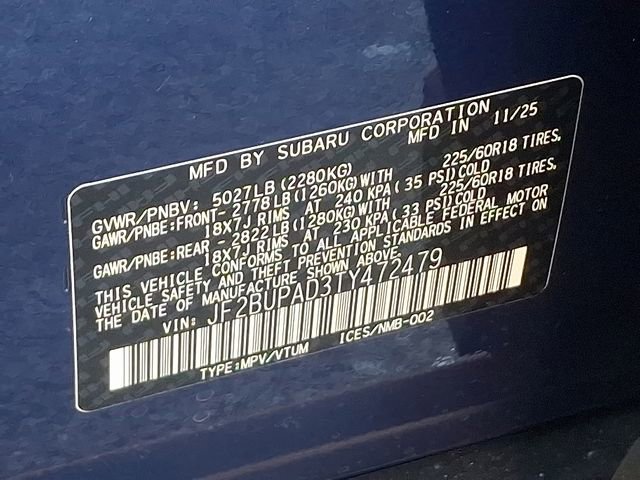 MFD BY SUBARU CORPORATION
MFD IN 11/25
GVWR/PNBV: 5027LB(2280KG)
GAWR/PNBE:FRONT- 2778LB(1260KG)WITH 225/60R18 TIRES,
18X7J RIMS AT 240 KPA(35 PSI)COLD
GAWR/PNBE:REAR - 2822LB(1280KG)WITH 225/60R18 TIRES,
18X7J RIMS AT 230 KPA(33 PSI)COLD
THIS VEHICLE CONFORMS TO ALL APPLICABLE FEDERAL MOTOR
VEHICLE SAFETY AND THEFT PREVENTION STANDARDS IN EFFECT ON
THE DATE OF MANUFACTURE SHOWN ABOVE.
VIN: JF2BUPAD3TY472479
TYPE:MPV/VTUM ICES/NMB-002